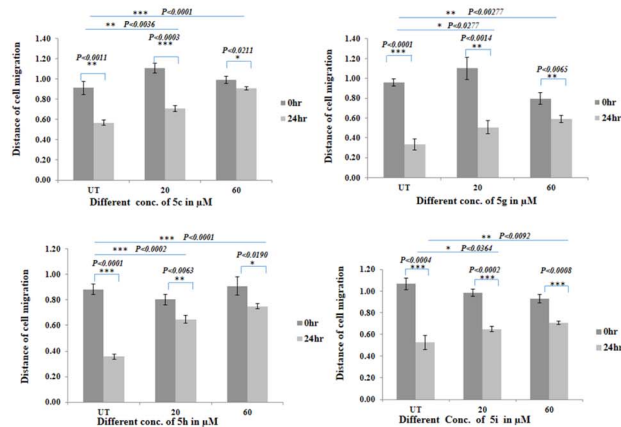 *** P<0.0001
** P<0.0036
P<0.0003
***
P<0.0011
**
P<0.0211
*
Distance of cell migration
1.20
1.00
0.80
0.60
0.40
0.20
0.00
0hr
24hr
UT 20 60
Different conc. of 5c in µM
** P<0.00277
* P<0.0277
P<0.0014
**
P<0.0001
***
P<0.0065
**
Distance of cell migration
1.20
1.00
0.80
0.60
0.40
0.20
0.00
0hr
24hr
UT 20 60
Different conc. of 5g in µM
*** P<0.0001
*** P<0.0002
P<0.0001
***
P<0.0063
**
P<0.0190
*
Distance of cell migration
1.20
1.00
0.80
0.60
0.40
0.20
0.00
0hr
24hr
UT 20 60
Different conc. of 5h in µM
** P<0.0092
* P<0.0364
P<0.0004
***
P<0.0002
***
P<0.0008
***
Distance of cell migration
1.20
1.00
0.80
0.60
0.40
0.20
0.00
0hr
24hr
UT 20 60
Different Conc. of 5i in µM